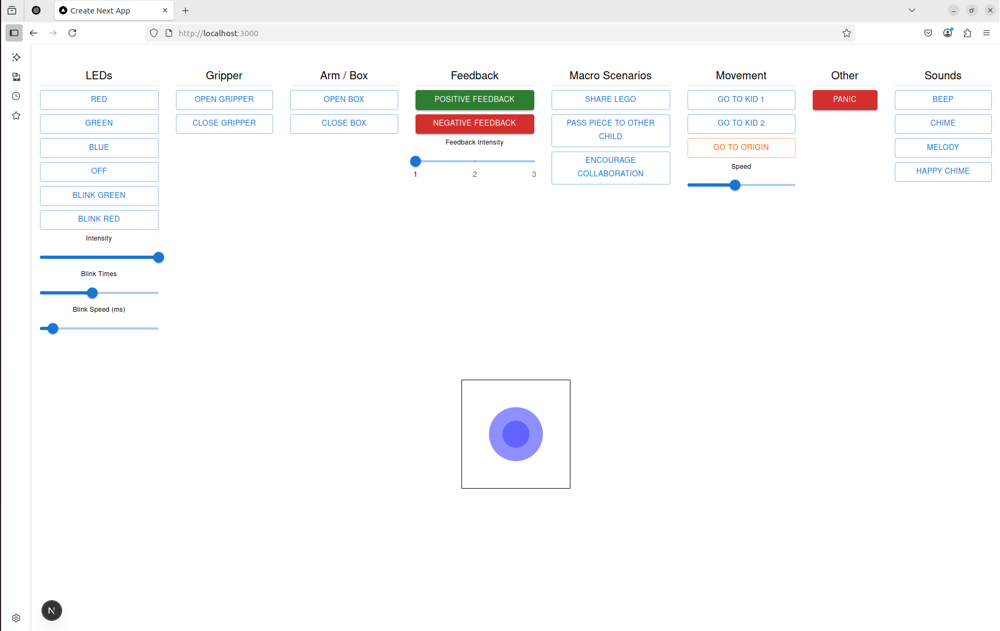 Create Next App
http://localhost:3000
LEDs
RED
GREEN
BLUE
OFF
BLINK GREEN
BLINK RED
Intensity
Blink Times
Blink Speed (ms)
Gripper
OPEN GRIPPER
CLOSE GRIPPER
Arm / Box
OPEN BOX
CLOSE BOX
Feedback
POSITIVE FEEDBACK
NEGATIVE FEEDBACK
Feedback Intensity
1 2 3
Macro Scenarios
SHARE LEGO
PASS PIECE TO OTHER
CHILD
ENCOURAGE
COLLABORATION
Movement
GO TO KID 1
GO TO KID 2
GO TO ORIGIN
Speed
Other
PANIC
Sounds
BEEP
CHIME
MELODY
HAPPY CHIME
N